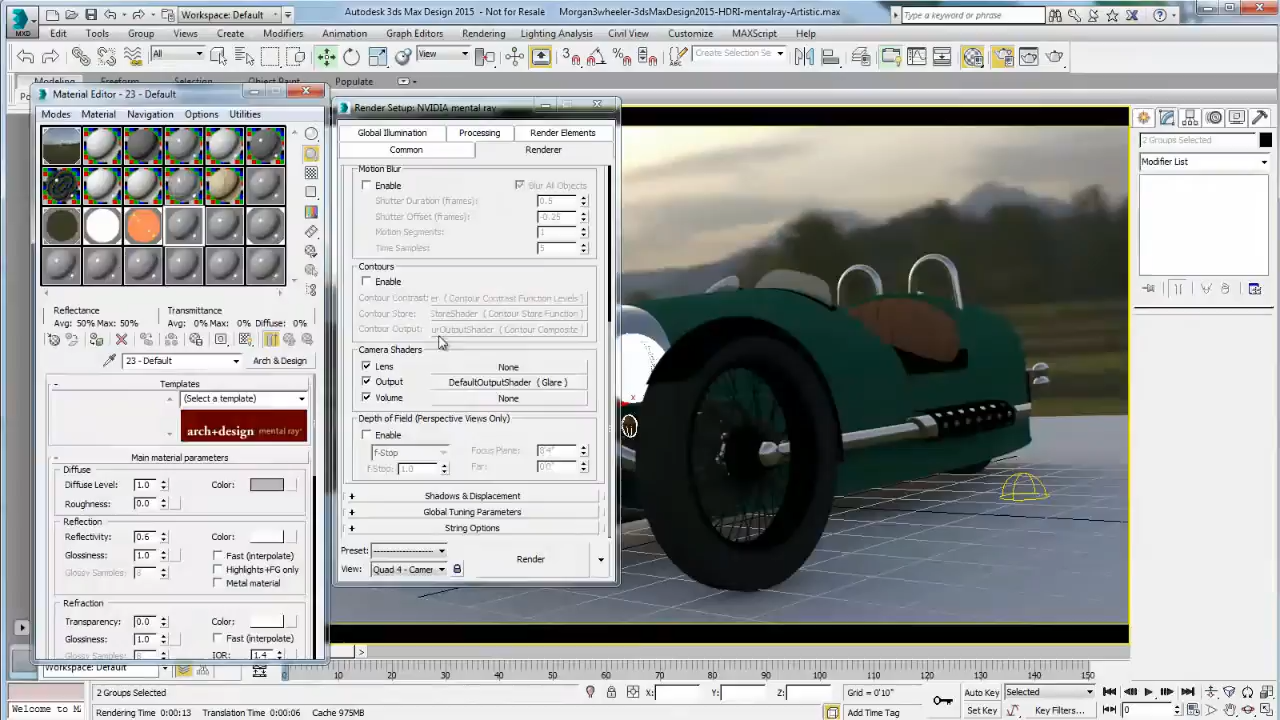 Workspace: Default
Autodesk 3ds Max Design 2015 - Not for Resale
Morgan3wheeler-3dsMaxDesign2015-HDRI-mentalray-Artistic.max
Type a keyword or phrase
MXD
Edit Tools Group Views Create Modifiers Animation Graph Editors Rendering Lighting Analysis Civil View Customize MAXScript Help
All
View
Create Selection Se
Modeling Freeform Selection Object Paint Populate
Material Editor - 23 - Default
Modes Material Navigation Options Utilities
Reflectance Transmittance
Avg: 50% Max: 50% Avg: 0% Max: 0% Diffuse: 0%
23 - Default
Arch & Design
Templates
(Select a template)
arch+design mental ray
Main material parameters
Diffuse
Diffuse Level: 1.0 Color:
Roughness: 0.0
Reflection
Reflectivity: 0.6 Color:
Glossiness: 1.0 Fast (interpolate)
Glossy Samples: 8 Highlights+FG only
Metal material
Refraction
Transparency: 0.0 Color:
Glossiness: 1.0 Fast (interpolate)
Glossy Samples: 8 IOR: 1.4
Render Setup: NVIDIA mental ray
Global Illumination Processing Render Elements
Common Renderer
Motion Blur
Enable Blur All Objects
Shutter Duration (frames): 0.5
Shutter Offset (frames): -0.25
Motion Segments: 1
Time Samples: 5
Contours
Enable
Contour Contrast: er ( Contour Contrast Function Levels )
Contour Store: StoreShader ( Contour Store Function )
Contour Output: urOutputShader ( Contour Composite )
Camera Shaders
Lens None
Output DefaultOutputShader ( Glare )
Volume None
Depth of Field (Perspective Views Only)
Enable
f-Stop Focus Plane: 8'4"
f-Stop: 1.0 Far: 0'0"
+ Shadows & Displacement
+ Global Tuning Parameters
+ String Options
Preset:
Render
View: Quad 4 - Camer
2 Groups Selected
Modifier List
Workspace: Default
0 10 20 30 40 50 60 70 80 90 100 110 120 130 140 150
2 Groups Selected X: Y: Z: Grid = 0'10" Auto Key Selected
Welcome to M Rendering Time 0:00:13 Translation Time 0:00:06 Cache 975MB Add Time Tag Set Key Key Filters... 0